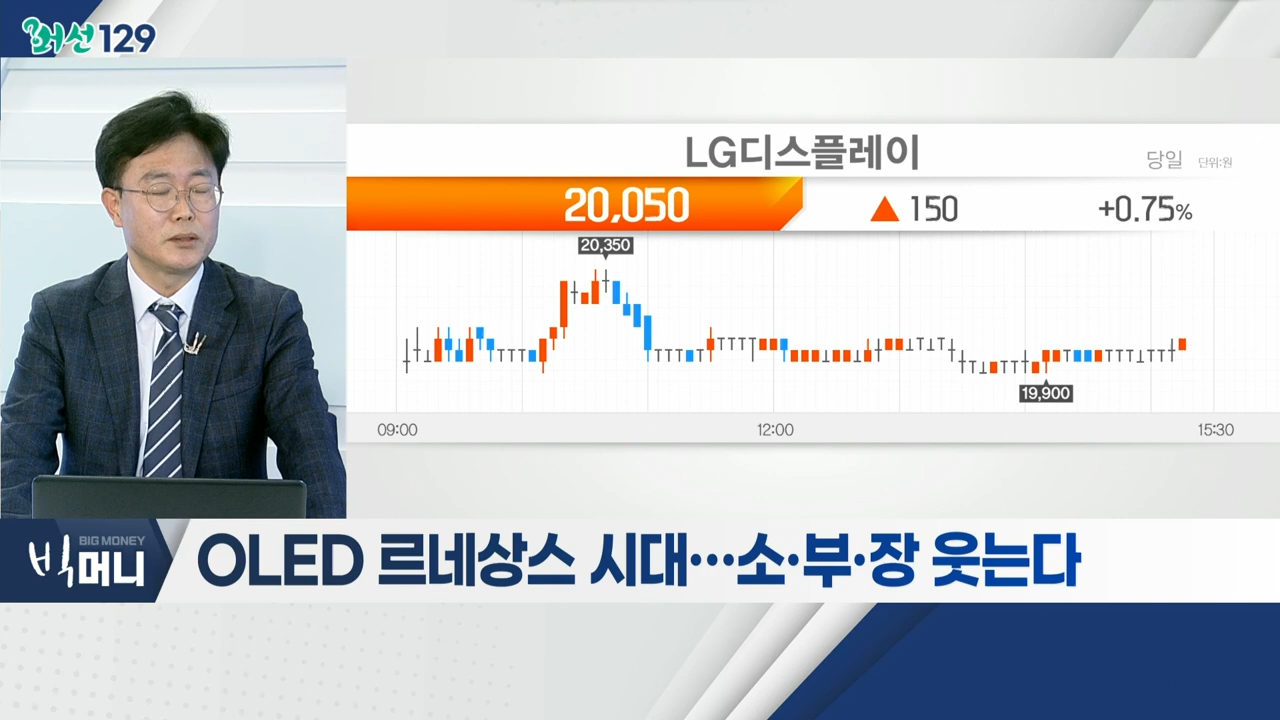 머선129
LG디스플레이
당일 단위:원
20,050 ▲ 150 +0.75%
20,350
19,900
09:00 12:00 15:30
BIG MONEY
빅머니
OLED 르네상스 시대…소·부·장 웃는다